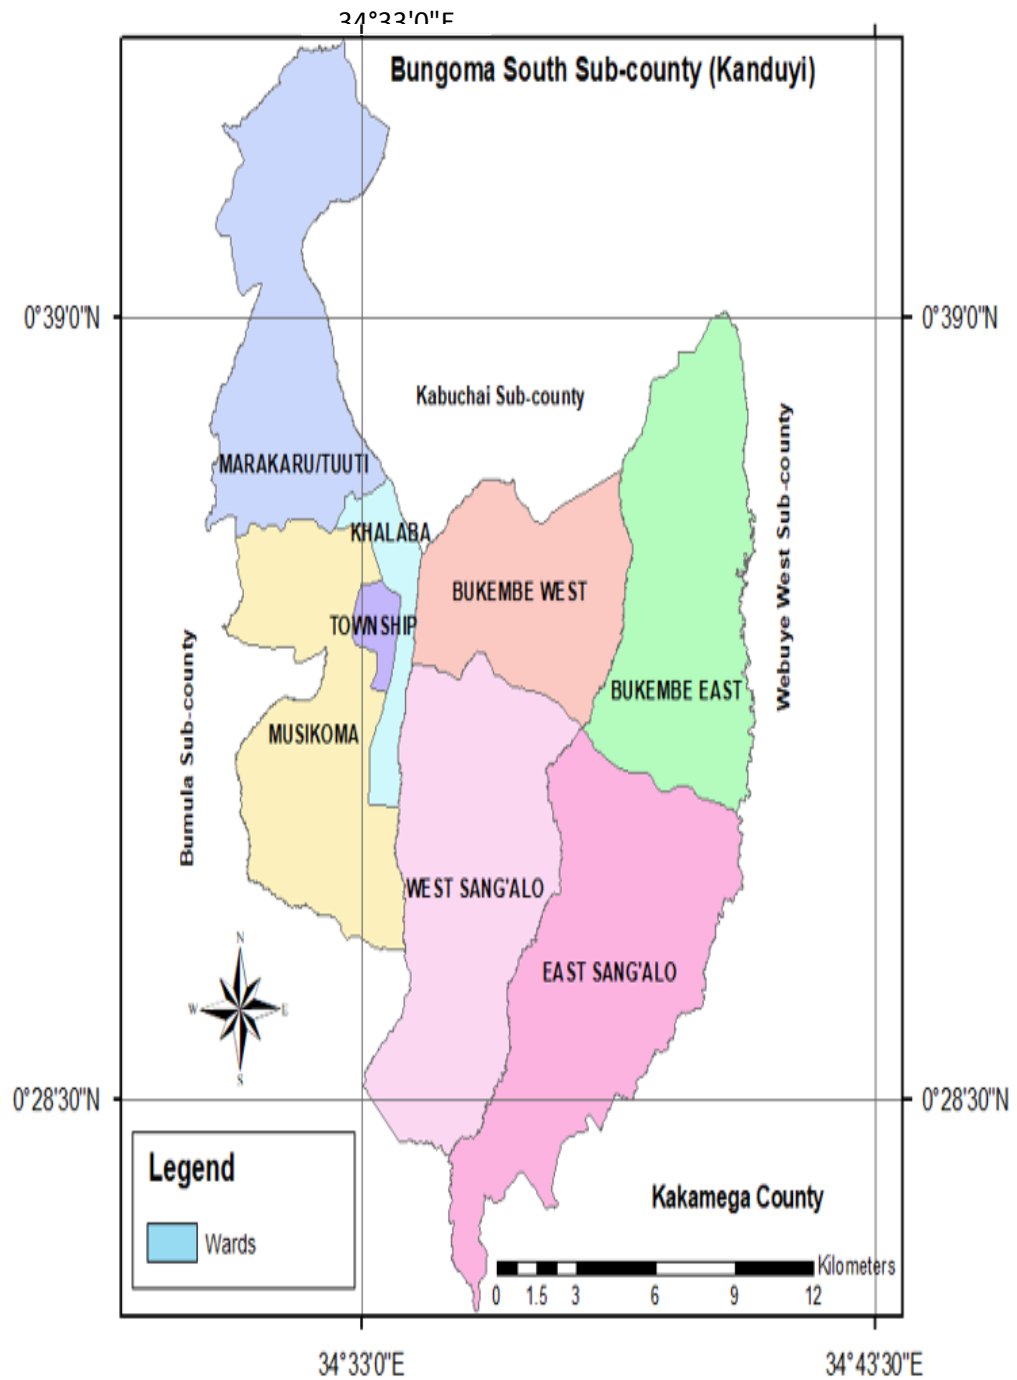 34°33'0"E
Bungoma South Sub-county (Kanduyi)
0°39'0"N
0°39'0"N
Kabuchai Sub-county
MARAKARU/TUUTI
KHALABA
BUKEMBE WEST
TOWNSHIP
BUKEMBE EAST
MUSIKOMA
Webuye West Sub-county
Bumula Sub-county
WEST SANG'ALO
EAST SANG'ALO
N
W
E
S
0°28'30"N
0°28'30"N
Legend
Wards
Kakamega County
Kilometers
0 1.5 3 6 9 12
34°33'0"E
34°43'30"E